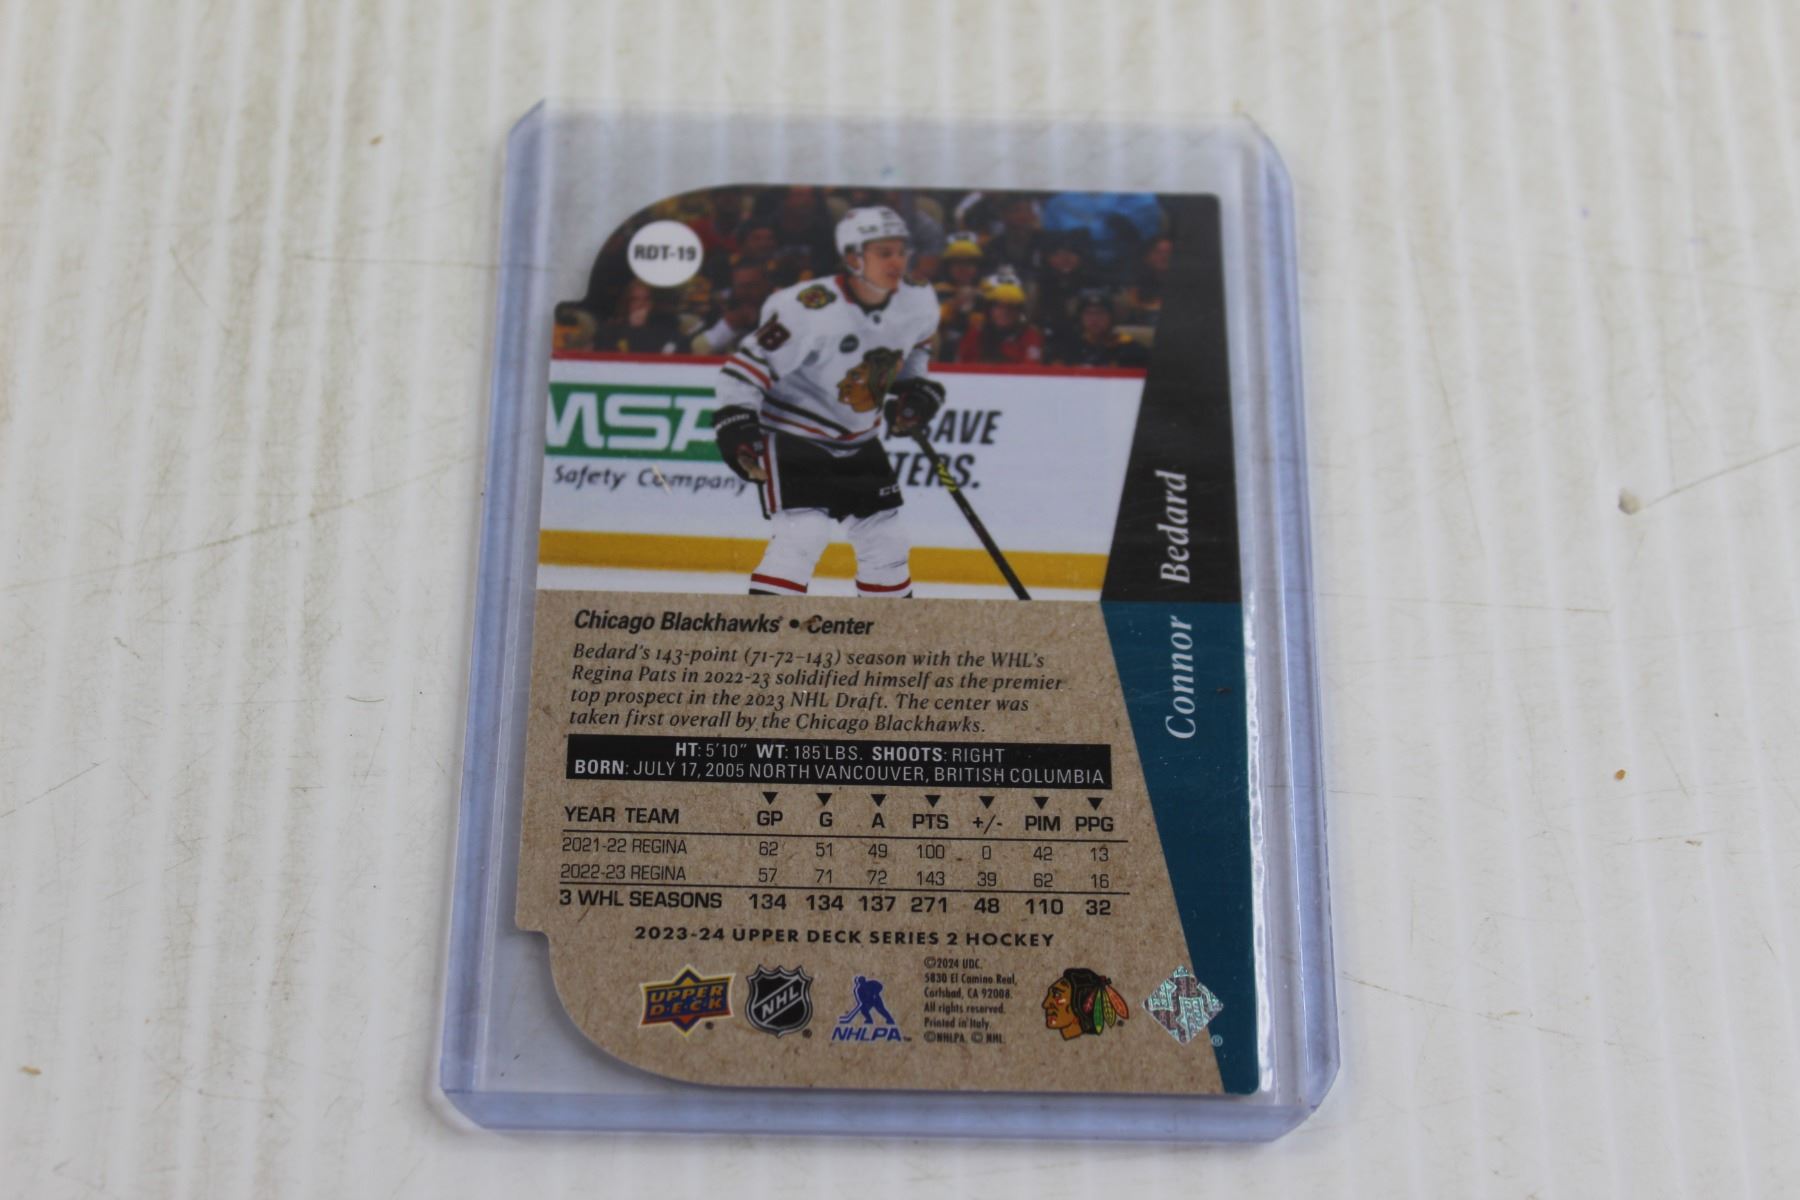 RDT-19
MSA
Safety Company
SAVE
TERS.
Connor Bedard
Chicago Blackhawks • Center
Bedard's 143-point (71-72–143) season with the WHL's
Regina Pats in 2022-23 solidified himself as the premier
top prospect in the 2023 NHL Draft. The center was
taken first overall by the Chicago Blackhawks.
HT: 5'10" WT: 185 LBS. SHOOTS: RIGHT
BORN: JULY 17, 2005 NORTH VANCOUVER, BRITISH COLUMBIA
YEAR TEAM GP G A PTS +/- PIM PPG
2021-22 REGINA 62 51 49 100 0 42 13
2022-23 REGINA 57 71 72 143 39 62 16
3 WHL SEASONS 134 134 137 271 48 110 32
2023-24 UPPER DECK SERIES 2 HOCKEY
UPPER
D·E·C·K
®
NHL
®
NHLPA™
©2024 UDC.
5830 El Camino Real,
Carlsbad, CA 92008.
All rights reserved.
Printed in Italy.
©NHLPA. © NHL.
®
®